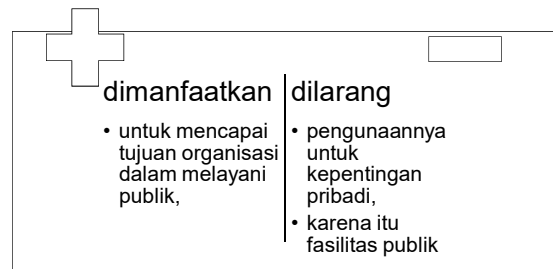 dimanfaatkan
• untuk mencapai
tujuan organisasi
dalam melayani
publik,
dilarang
• pengunaannya
untuk
kepentingan
pribadi,
• karena itu
fasilitas publik